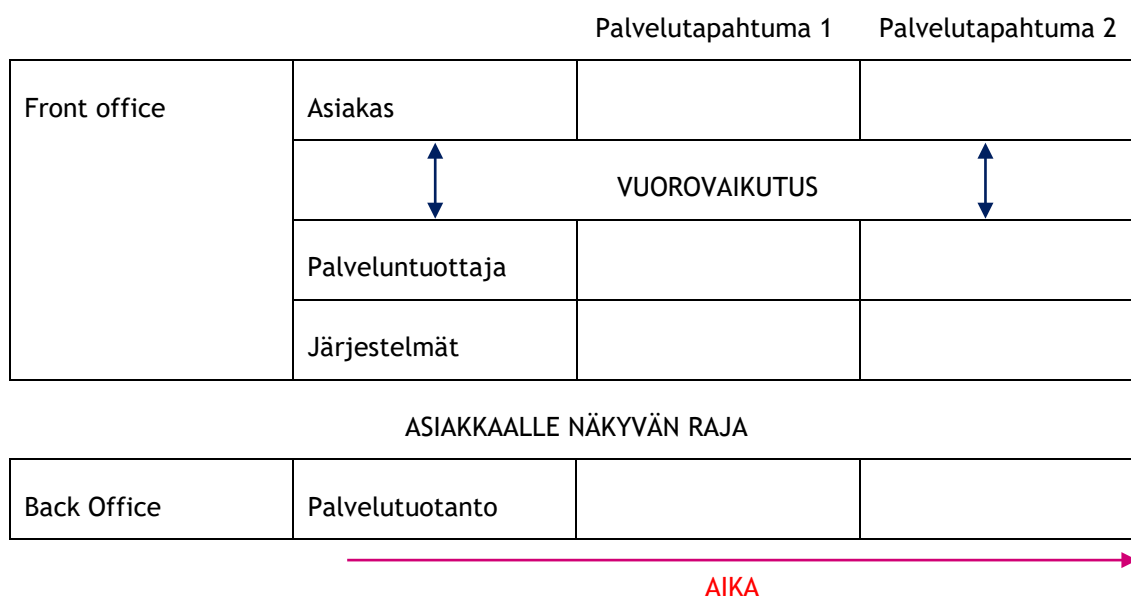 Palvelutapahtuma 1 Palvelutapahtuma 2
Front office Asiakas
VUOROVAIKUTUS
Palveluntuottaja
Järjestelmät
ASIAKKAALLE NÄKYVÄN RAJA
Back Office Palvelutuotanto
AIKA